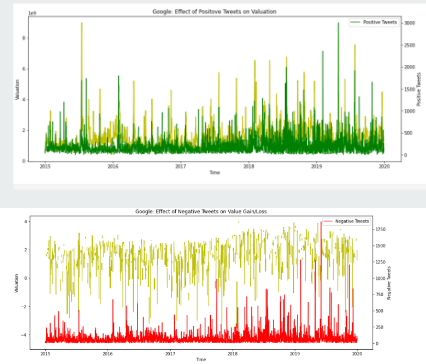 Google: Effect of Positove Tweets on Valuation
1e9
Positive Tweets
8
6
4
2
0
Valuation
3000
2500
2000
1500
1000
500
0
Positive Tweets
2015 2016 2017 2018 2019 2020
Time
Google: Effect of Negative Tweets on Value Gain/Loss
Negative Tweets
4
2
0
−2
−4
Valuation
1750
1500
1250
1000
750
500
250
0
Negative Tweets
2015 2016 2017 2018 2019 2020
Time